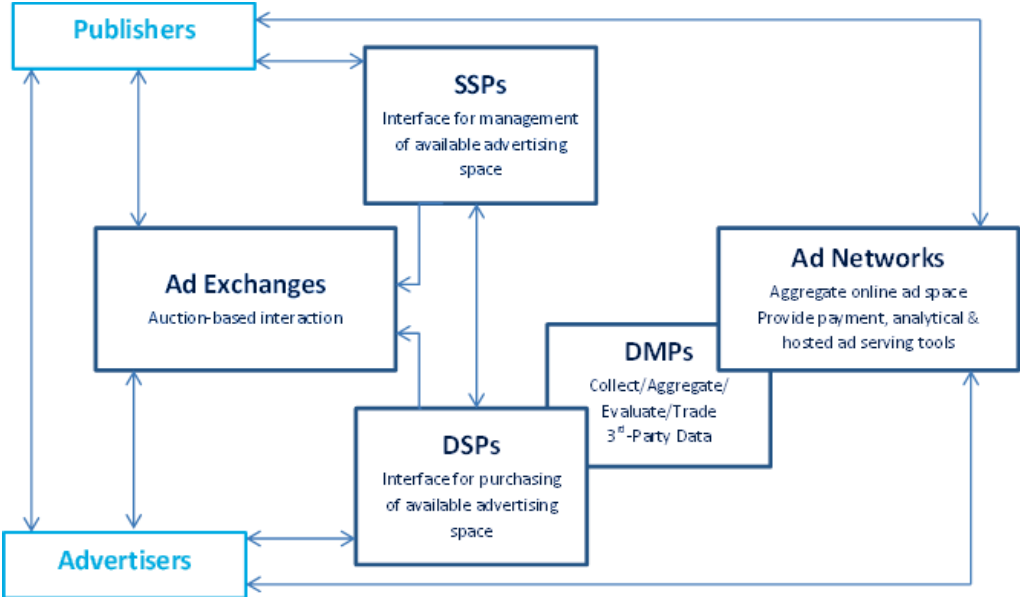 Publishers
SSPs
Interface for management
of available advertising
space
Ad Exchanges
Auction-based interaction
Ad Networks
Aggregate online ad space
Provide payment, analytical &
hosted ad serving tools
DMPs
Collect/Aggregate/
Evaluate/Trade
3rd-Party Data
DSPs
Interface for purchasing
of available advertising
space
Advertisers